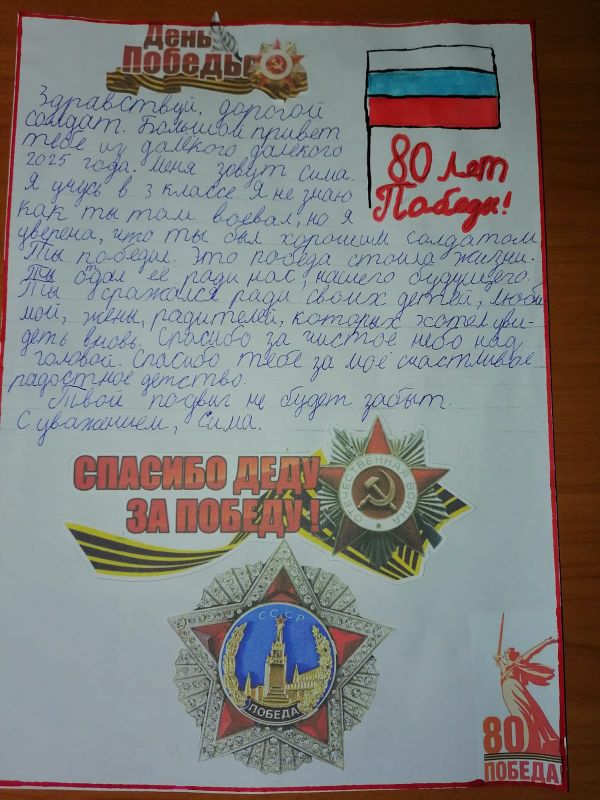 День
Победы
80 лет
Победы!
Здравствуй, дорогой
солдат. Большой привет
тебе из далекого далекого
2025 года. Меня зовут Сима.
Я учусь в 3 классе. Я не знаю
как ты там воевал, но я
уверена, что ты был хорошим солдатом.
Ты победил. Это победа стоила жизни.
Ты отдал её ради нас, нашего будущего.
Ты сражался ради своих детей, люби
мой, жены, радителей, которых хотел уви-
деть вновь. Спасибо за чистое небо над
головой. Спасибо тебе за моё счастливое
радостное детство.
Твой подвиг не будет забыт.
С уважением, Сима.
СПАСИБО ДЕДУ
ЗА ПОБЕДУ!
ОТЕЧЕСТВЕННАЯ ВОЙНА
СССР
ПОБЕДА
80
ПОБЕДА